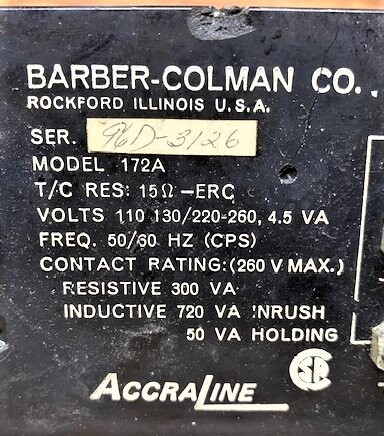 BARBER-COLMAN CO.
ROCKFORD ILLINOIS U.S.A.
SER. 96D-3126
MODEL 172A
T/C RES: 15Ω-ERC
VOLTS 110 130/220-260, 4.5 VA
FREQ. 50/60 HZ (CPS)
CONTACT RATING:(260 V MAX.)
RESISTIVE 300 VA
INDUCTIVE 720 VA INRUSH
50 VA HOLDING
ACCRALINE
CSA